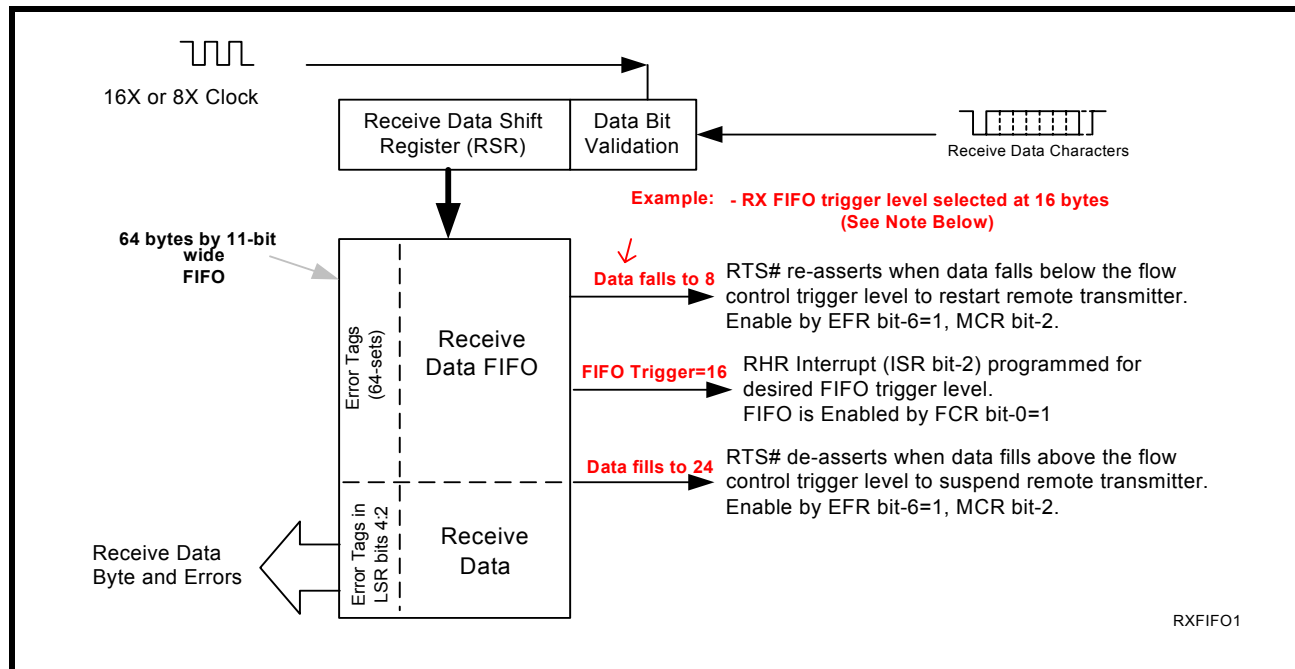 16X or 8X Clock
Receive Data Shift
Register (RSR)
Data Bit
Validation
Receive Data Characters
Example: - RX FIFO trigger level selected at 16 bytes
(See Note Below)
64 bytes by 11-bit
wide
FIFO
Error Tags
(64-sets)
Receive
Data FIFO
Data falls to 8
RTS# re-asserts when data falls below the flow
control trigger level to restart remote transmitter.
Enable by EFR bit-6=1, MCR bit-2.
FIFO Trigger=16
RHR Interrupt (ISR bit-2) programmed for
desired FIFO trigger level.
FIFO is Enabled by FCR bit-0=1
Data fills to 24
RTS# de-asserts when data fills above the flow
control trigger level to suspend remote transmitter.
Enable by EFR bit-6=1, MCR bit-2.
Error Tags in
LSR bits 4:2
Receive
Data
Receive Data
Byte and Errors
RXFIFO1